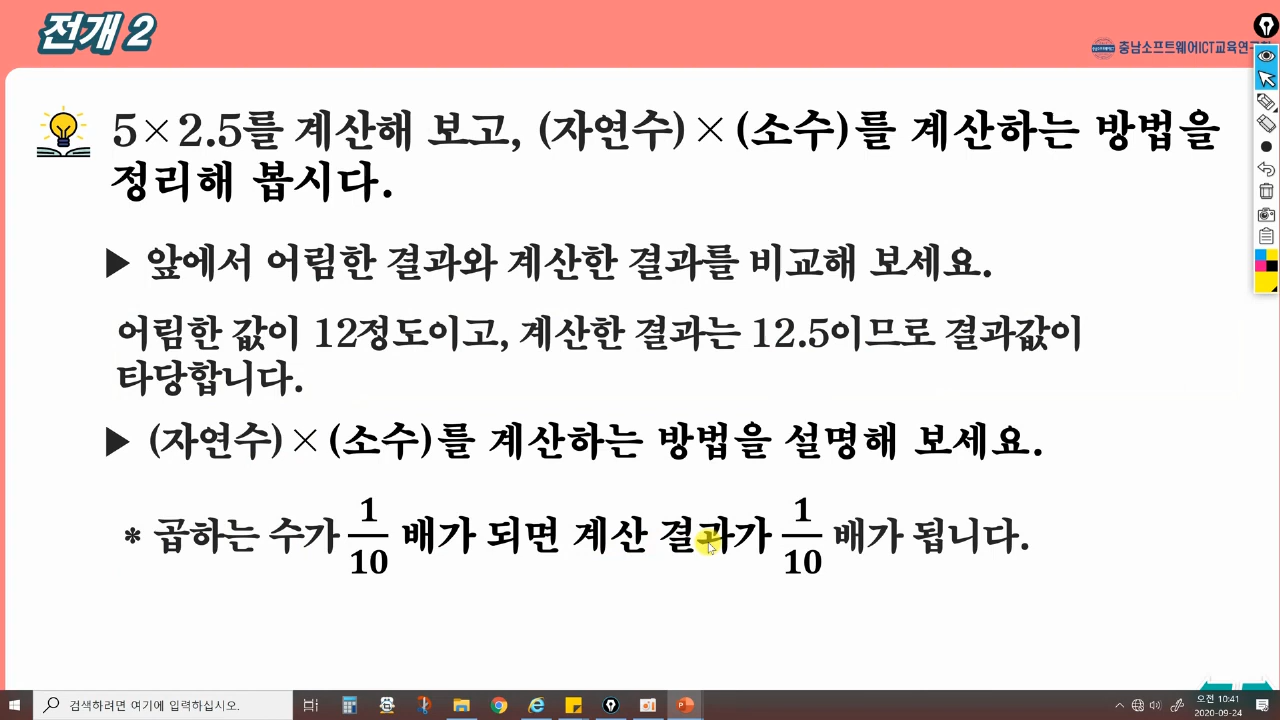 전개 2
충남소프트웨어ICT교육연구회
5×2.5를 계산해 보고, (자연수)×(소수)를 계산하는 방법을
정리해 봅시다.
▶ 앞에서 어림한 결과와 계산한 결과를 비교해 보세요.
어림한 값이 12정도이고, 계산한 결과는 12.5이므로 결과값이
타당합니다.
▶ (자연수)×(소수)를 계산하는 방법을 설명해 보세요.
* 곱하는 수가 1/10 배가 되면 계산 결과가 1/10 배가 됩니다.
검색하려면 여기에 입력하십시오.
오전 10:41
2020-09-24